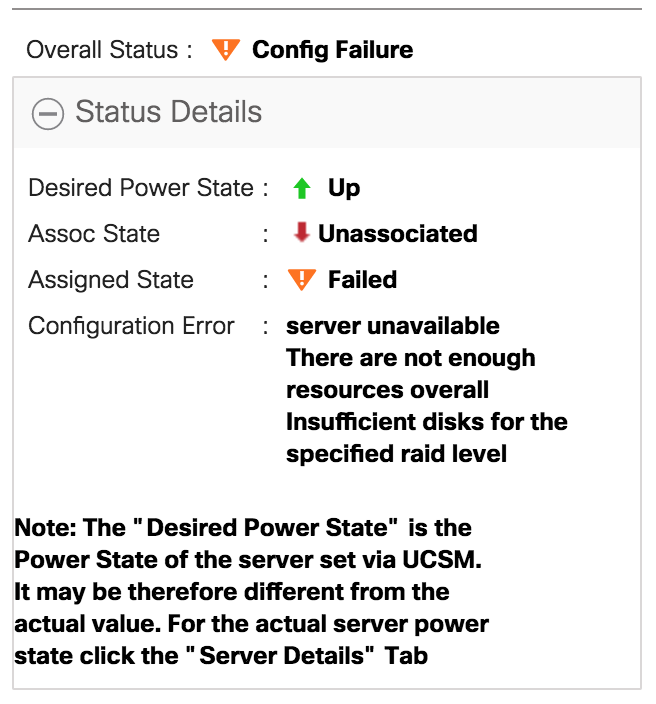 Overall Status : Config Failure
Status Details
Desired Power State : Up
Assoc State : Unassociated
Assigned State : Failed
Configuration Error : server unavailable
There are not enough
resources overall
Insufficient disks for the
specified raid level
Note: The "Desired Power State" is the
Power State of the server set via UCSM.
It may be therefore different from the
actual value. For the actual server power
state click the "Server Details" Tab